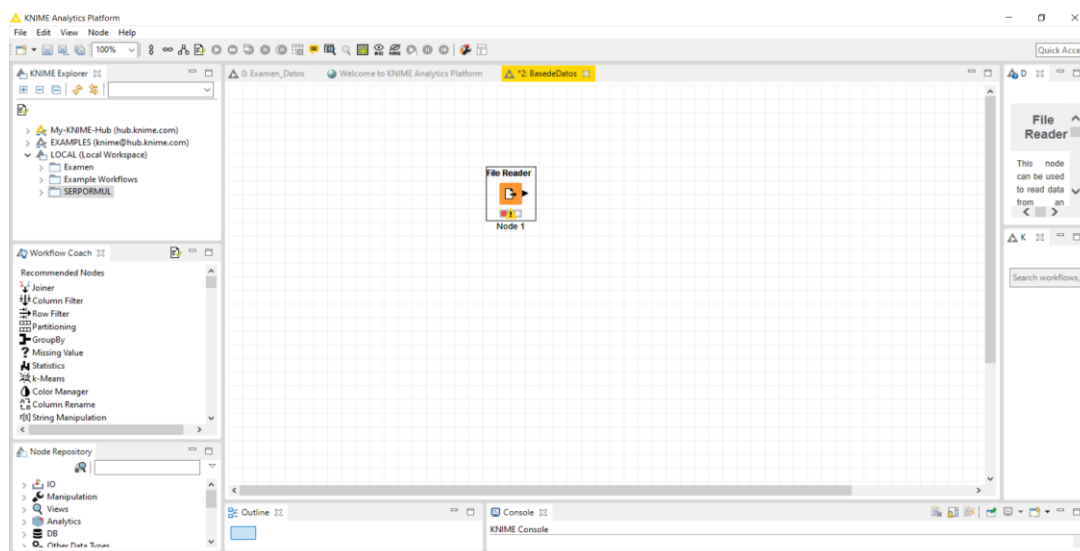 KNIME Analytics Platform
File Edit View Node Help
100%
Quick Acce
KNIME Explorer
My-KNIME-Hub (hub.knime.com)
EXAMPLES (knime@hub.knime.com)
LOCAL (Local Workspace)
Examen
Example Workflows
SERPORMUL
Workflow Coach
Recommended Nodes
Joiner
Column Filter
Row Filter
Partitioning
GroupBy
Missing Value
Statistics
k-Means
Color Manager
Column Rename
String Manipulation
Node Repository
IO
Manipulation
Views
Analytics
DB
Other Data Types
0: Examen_Datos
Welcome to KNIME Analytics Platform
*2: BasedeDatos
File Reader
Node 1
Outline
Console
KNIME Console
D
File
Reader
This node
can be used
to read data
from an
K
Search workflows,